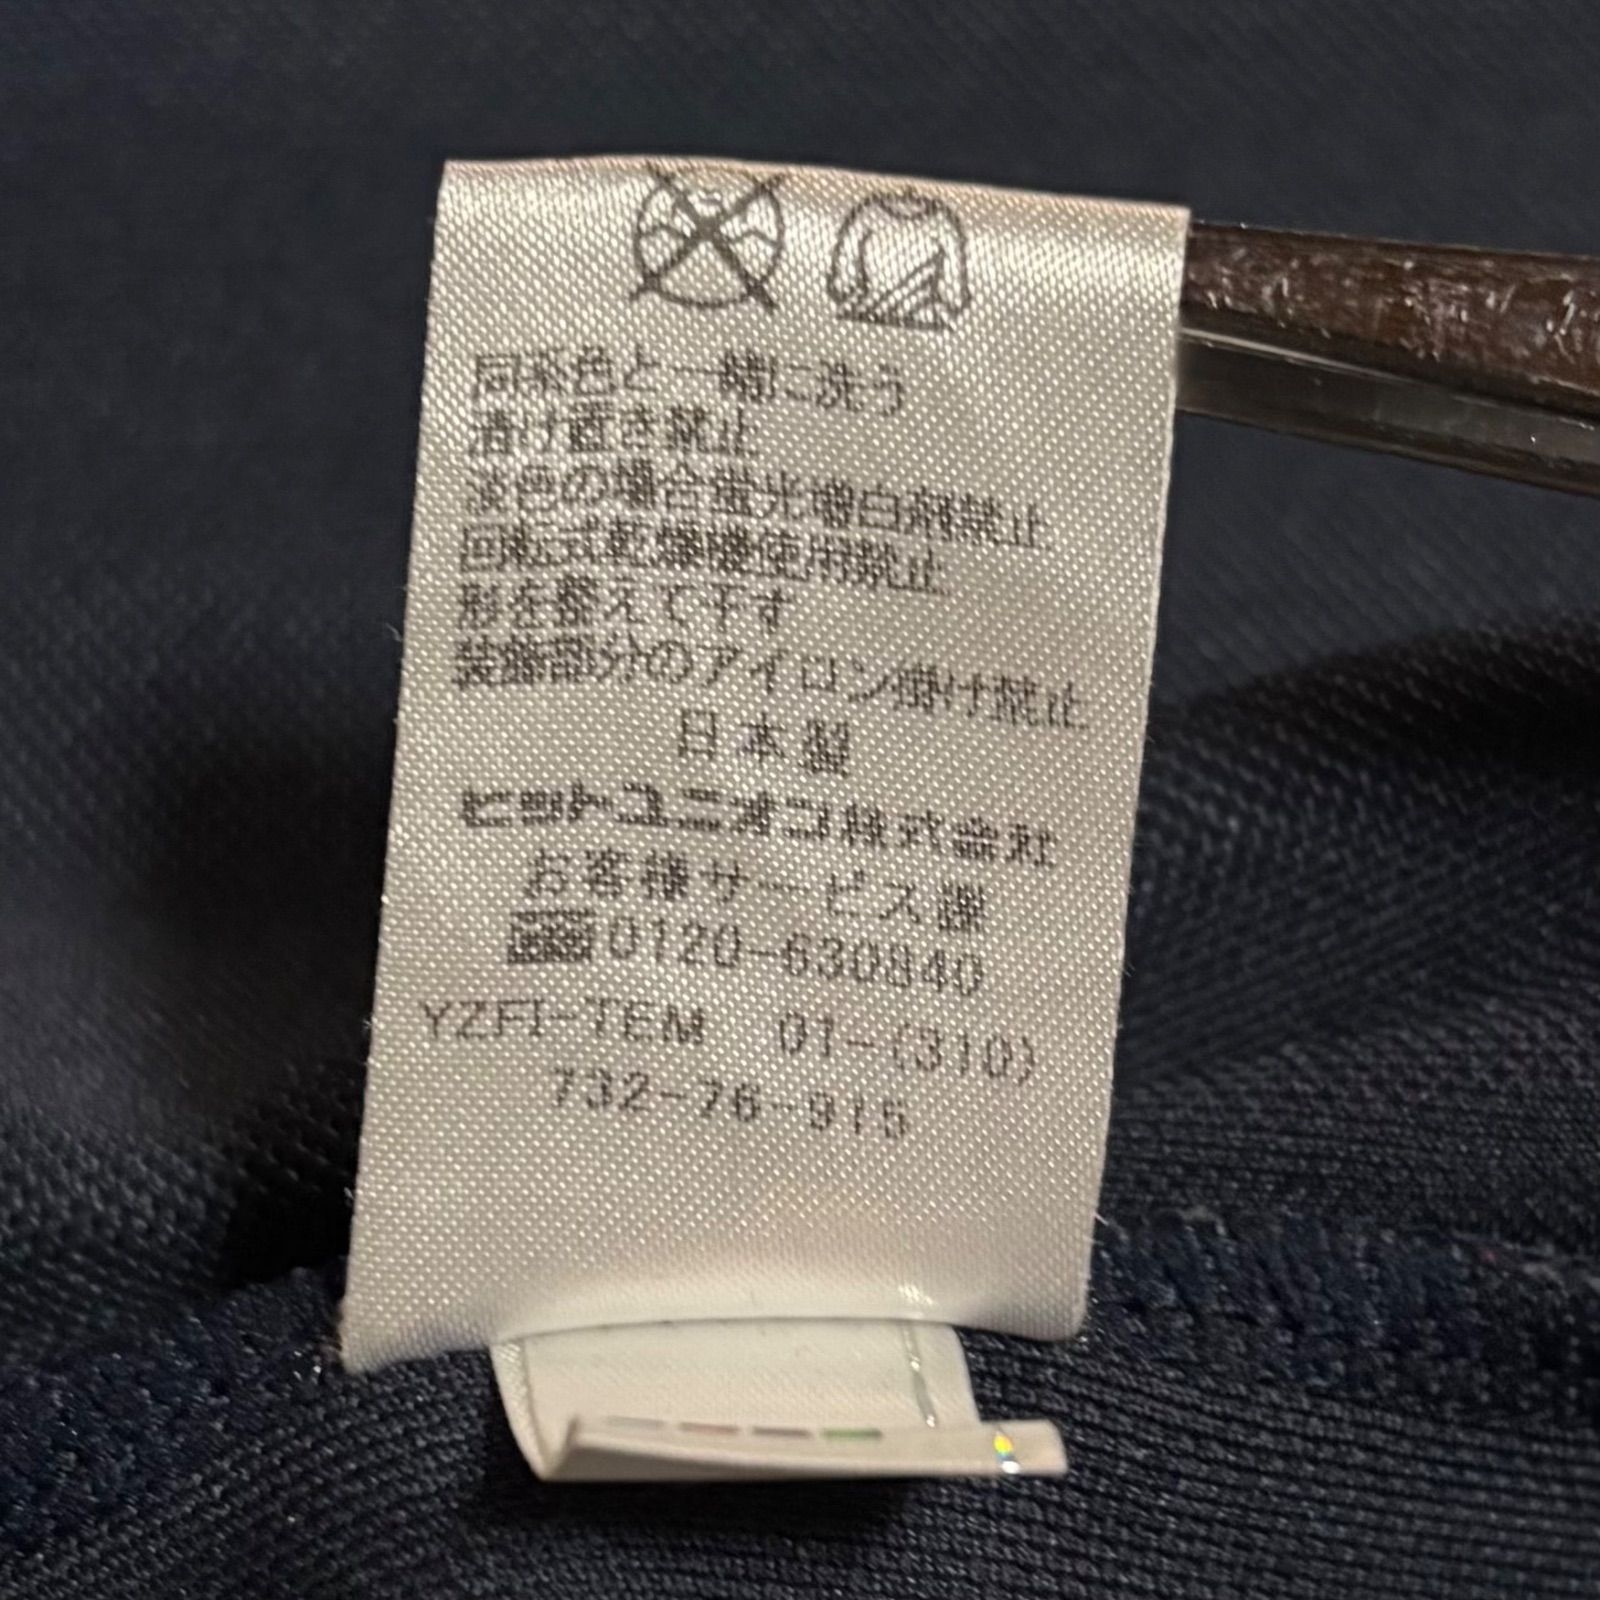 同系色と一緒に洗う
漬け置き禁止
淡色の場合蛍光増白剤禁止
回転式乾燥機使用禁止
形を整えて干す
装飾部分のアイロン掛け禁止
日本製
ヒットユニオン株式会社
お客様サービス課
0120-630840
YZFI-TEM 01-(310)
732-76-915